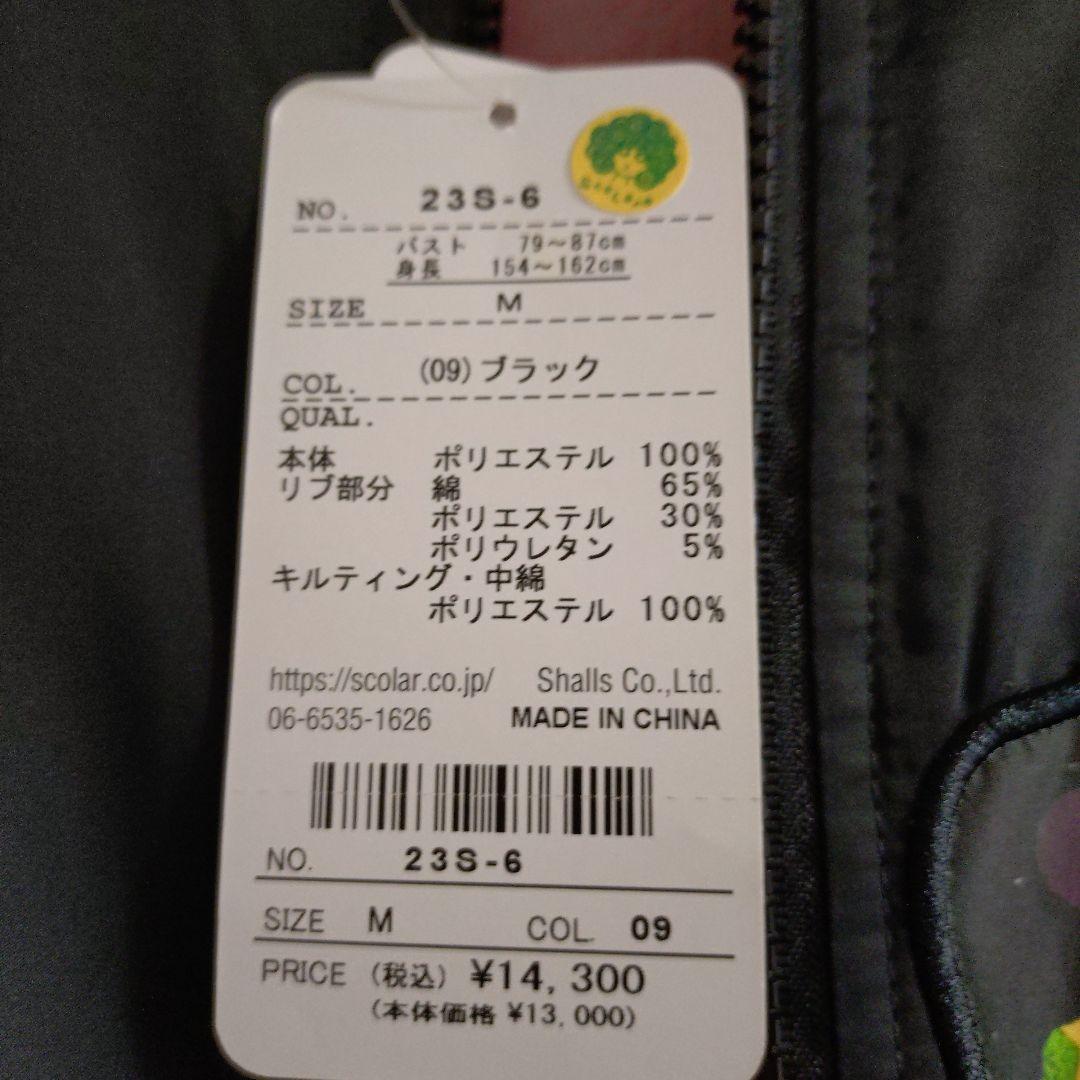 NO. 23S-6
バスト 79～87cm
身長 154～162cm
SIZE M
COL. (09)ブラック
QUAL.
本体 ポリエステル 100%
リブ部分 綿 65%
ポリエステル 30%
ポリウレタン 5%
キルティング・中綿
ポリエステル 100%
https://scolar.co.jp/ Shalls Co.,Ltd.
06-6535-1626 MADE IN CHINA
NO. 23S-6
SIZE M COL. 09
PRICE (税込) ¥14,300
(本体価格 ¥13,000)